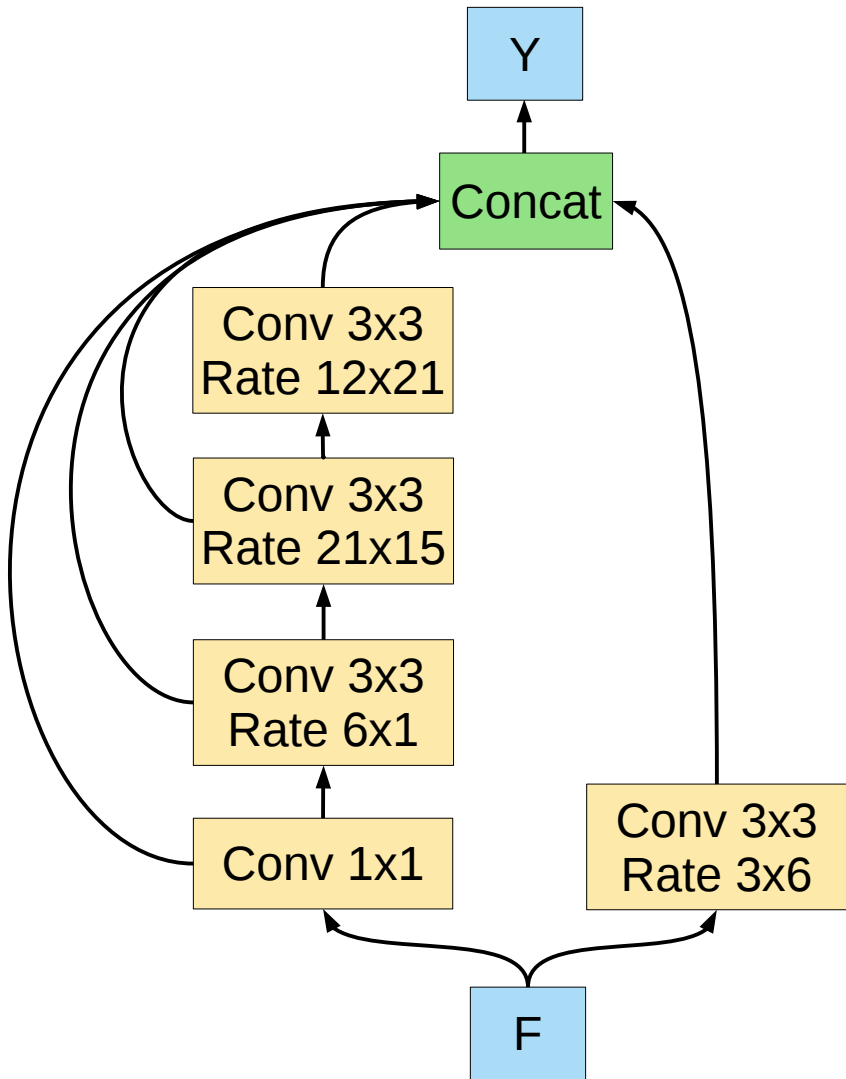 Y
Concat
Conv 3x3
Rate 12x21
Conv 3x3
Rate 21x15
Conv 3x3
Rate 6x1
Conv 1x1
Conv 3x3
Rate 3x6
F